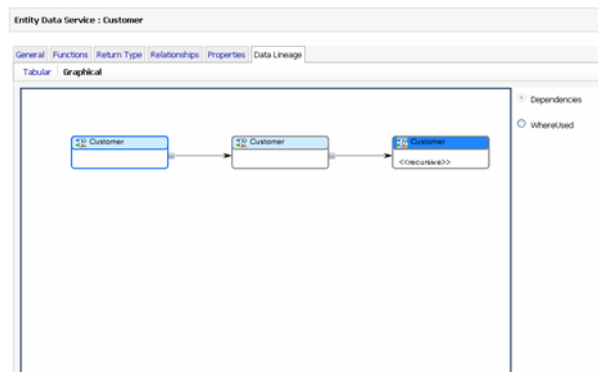 Entity Data Service : Customer
General Functions Return Type Relationships Properties Data Lineage
Tabular Graphical
Dependencies
WhereUsed
Customer Customer Customer
<<recursive>>